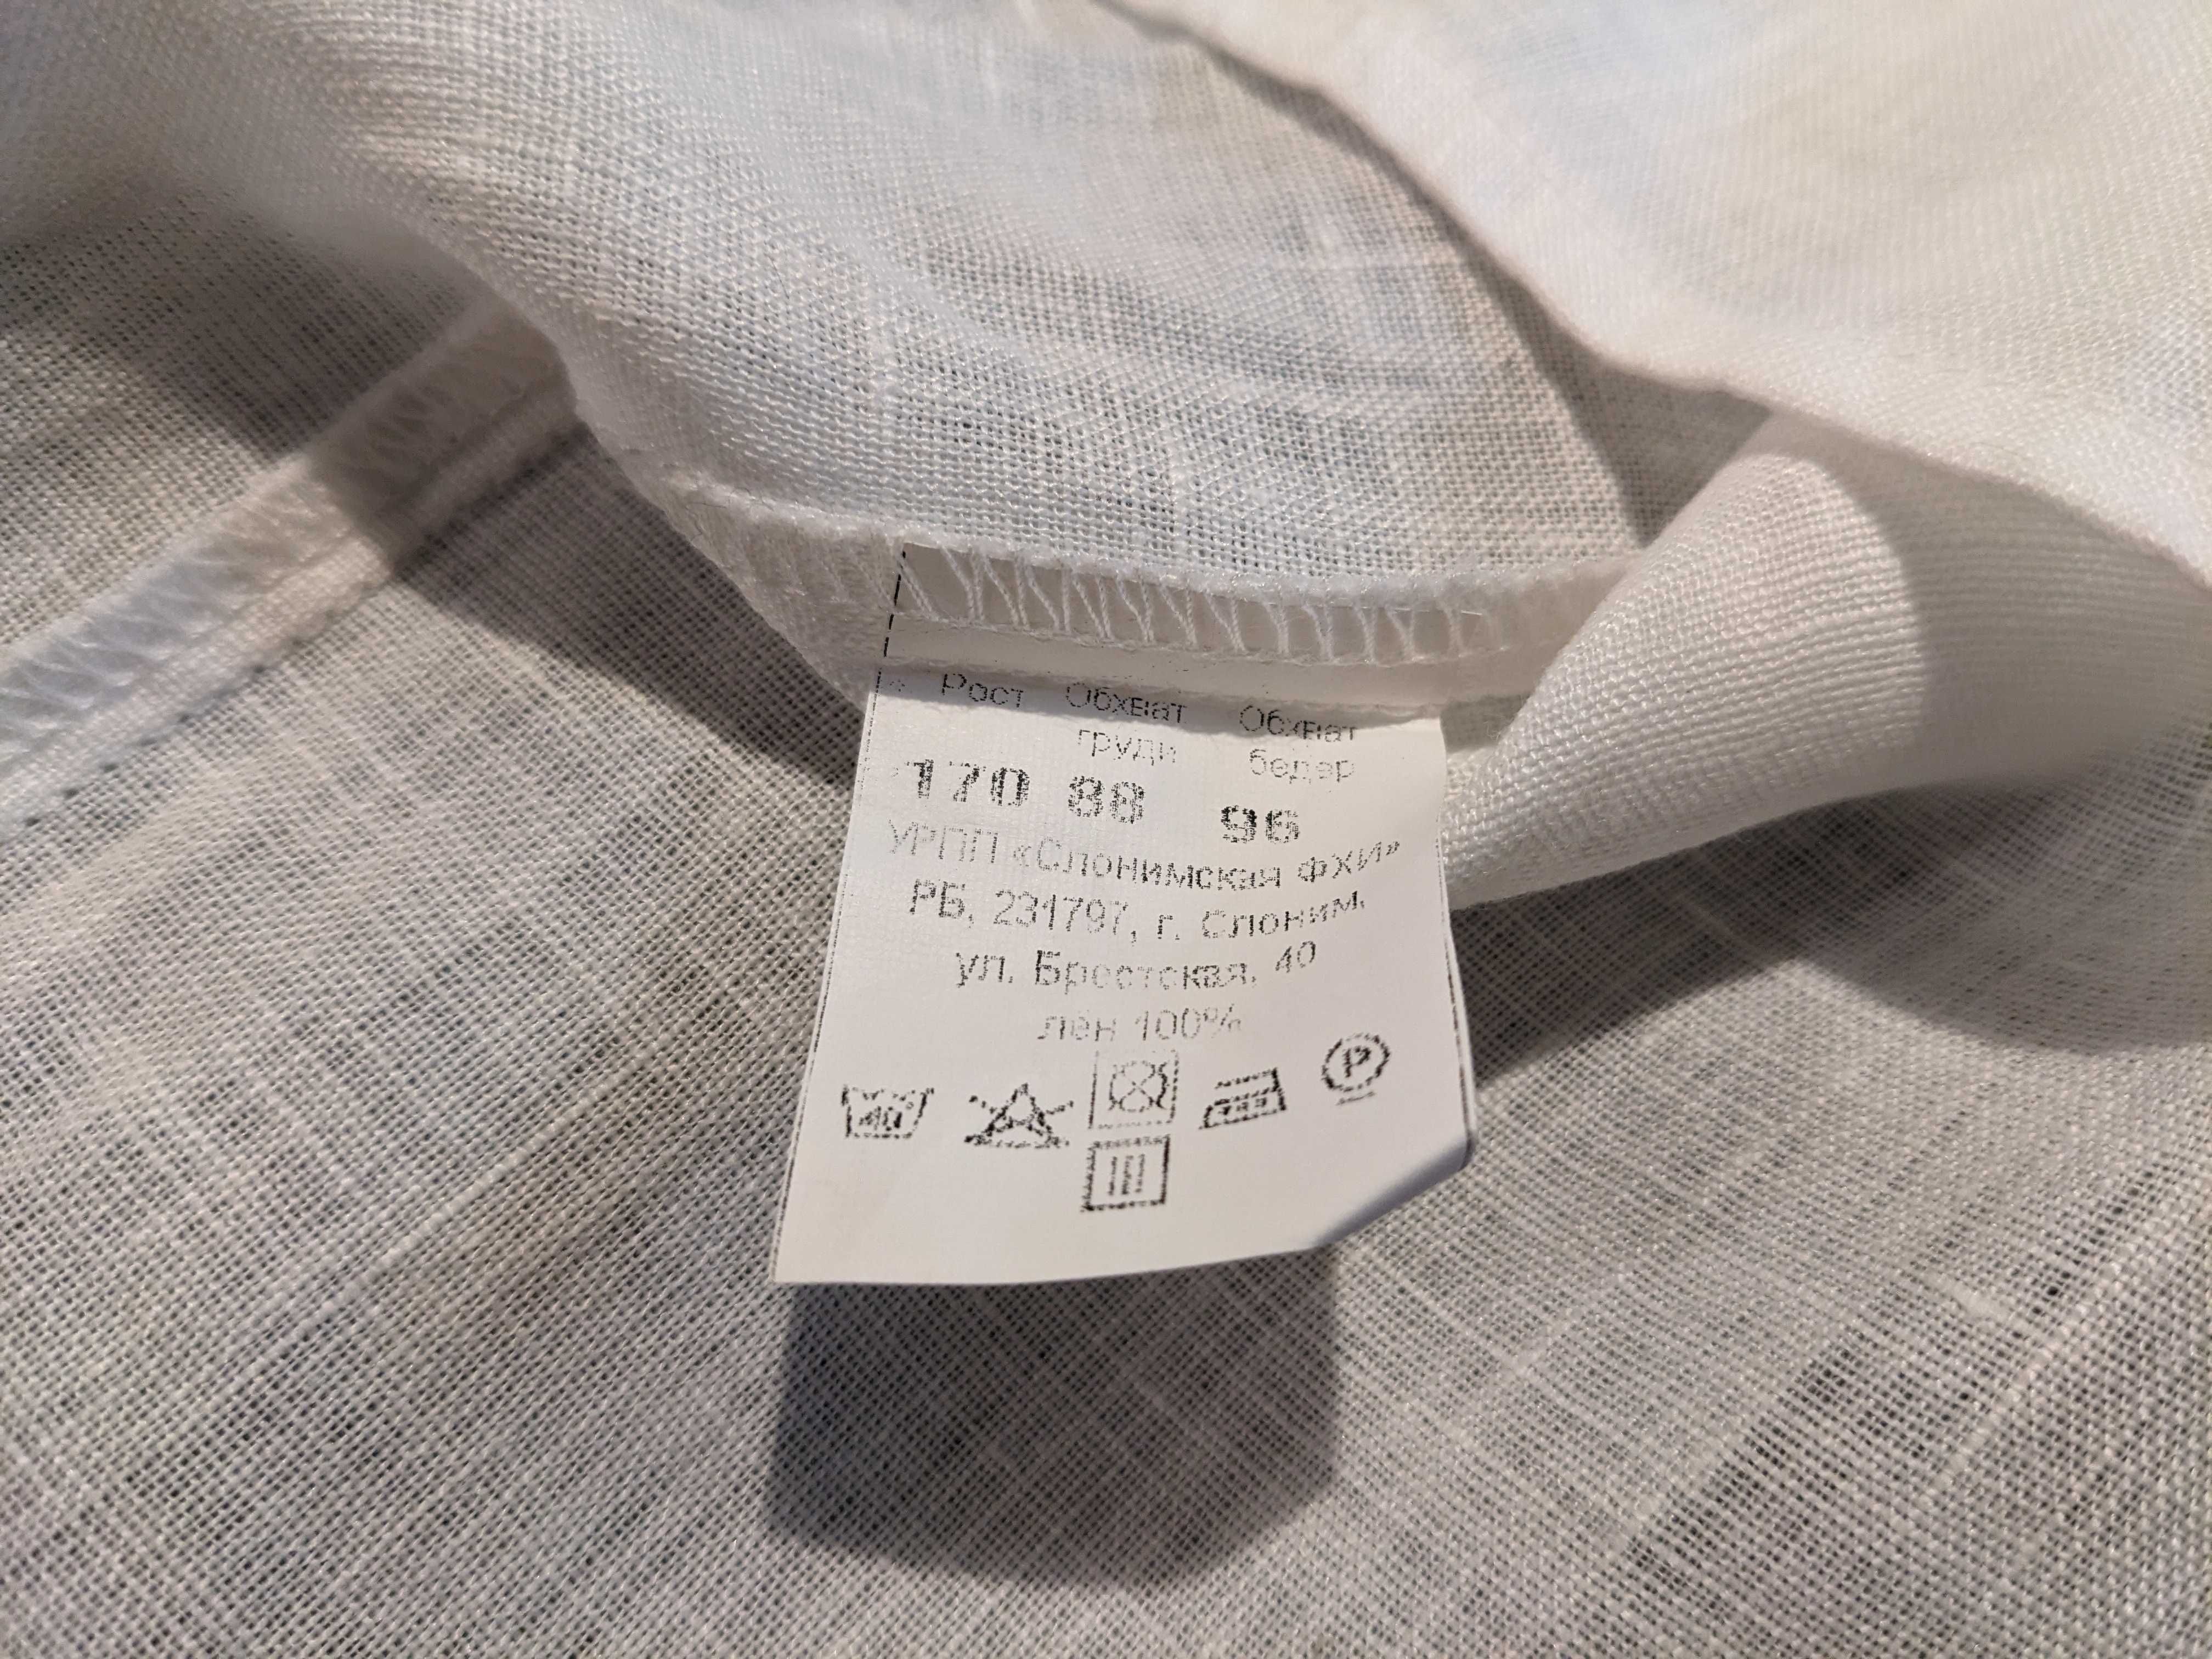 Рост Обхват Обхват
груди бедер
170 88 96
УРПП «Слонимская ФХИ»
РБ, 231797, г. Слоним,
ул. Брестская, 40
лён 100%
40°
P